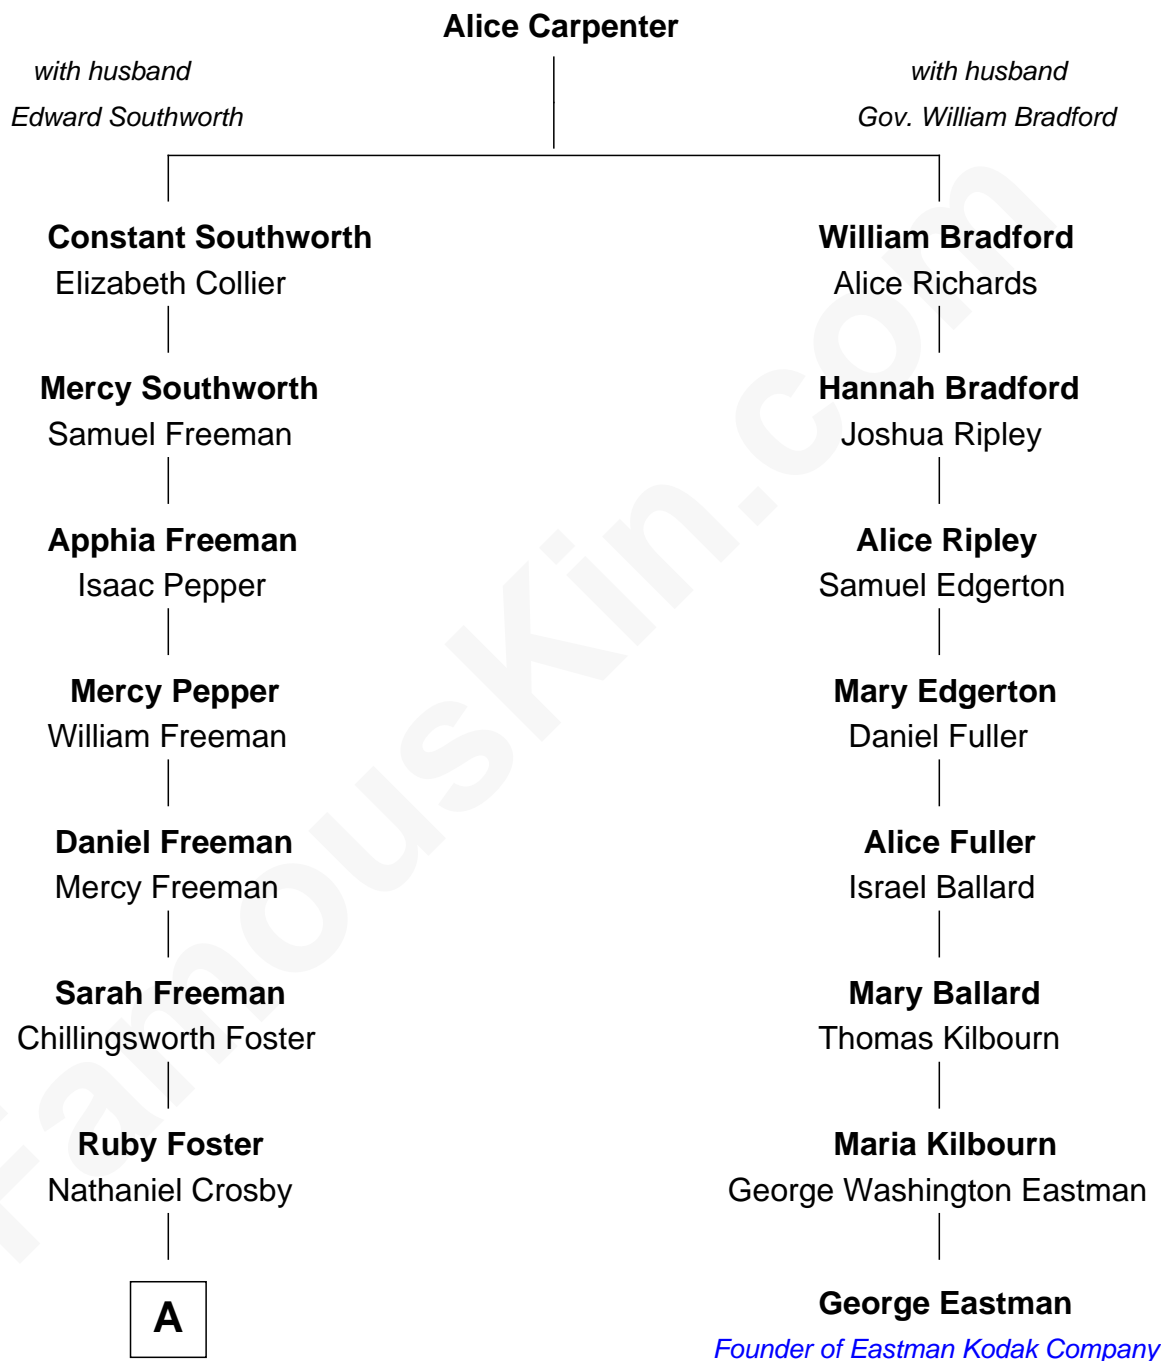 Alice Carpenter
with husband
Edward Southworth
with husband
Gov. William Bradford
Constant Southworth
Elizabeth Collier
William Bradford
Alice Richards
Mercy Southworth
Samuel Freeman
Hannah Bradford
Joshua Ripley
Apphia Freeman
Isaac Pepper
Alice Ripley
Samuel Edgerton
Mercy Pepper
William Freeman
Mary Edgerton
Daniel Fuller
Daniel Freeman
Mercy Freeman
Alice Fuller
Israel Ballard
Sarah Freeman
Chillingsworth Foster
Mary Ballard
Thomas Kilbourn
Ruby Foster
Nathaniel Crosby
Maria Kilbourn
George Washington Eastman
A
George Eastman
Founder of Eastman Kodak Company
FamousKin.com